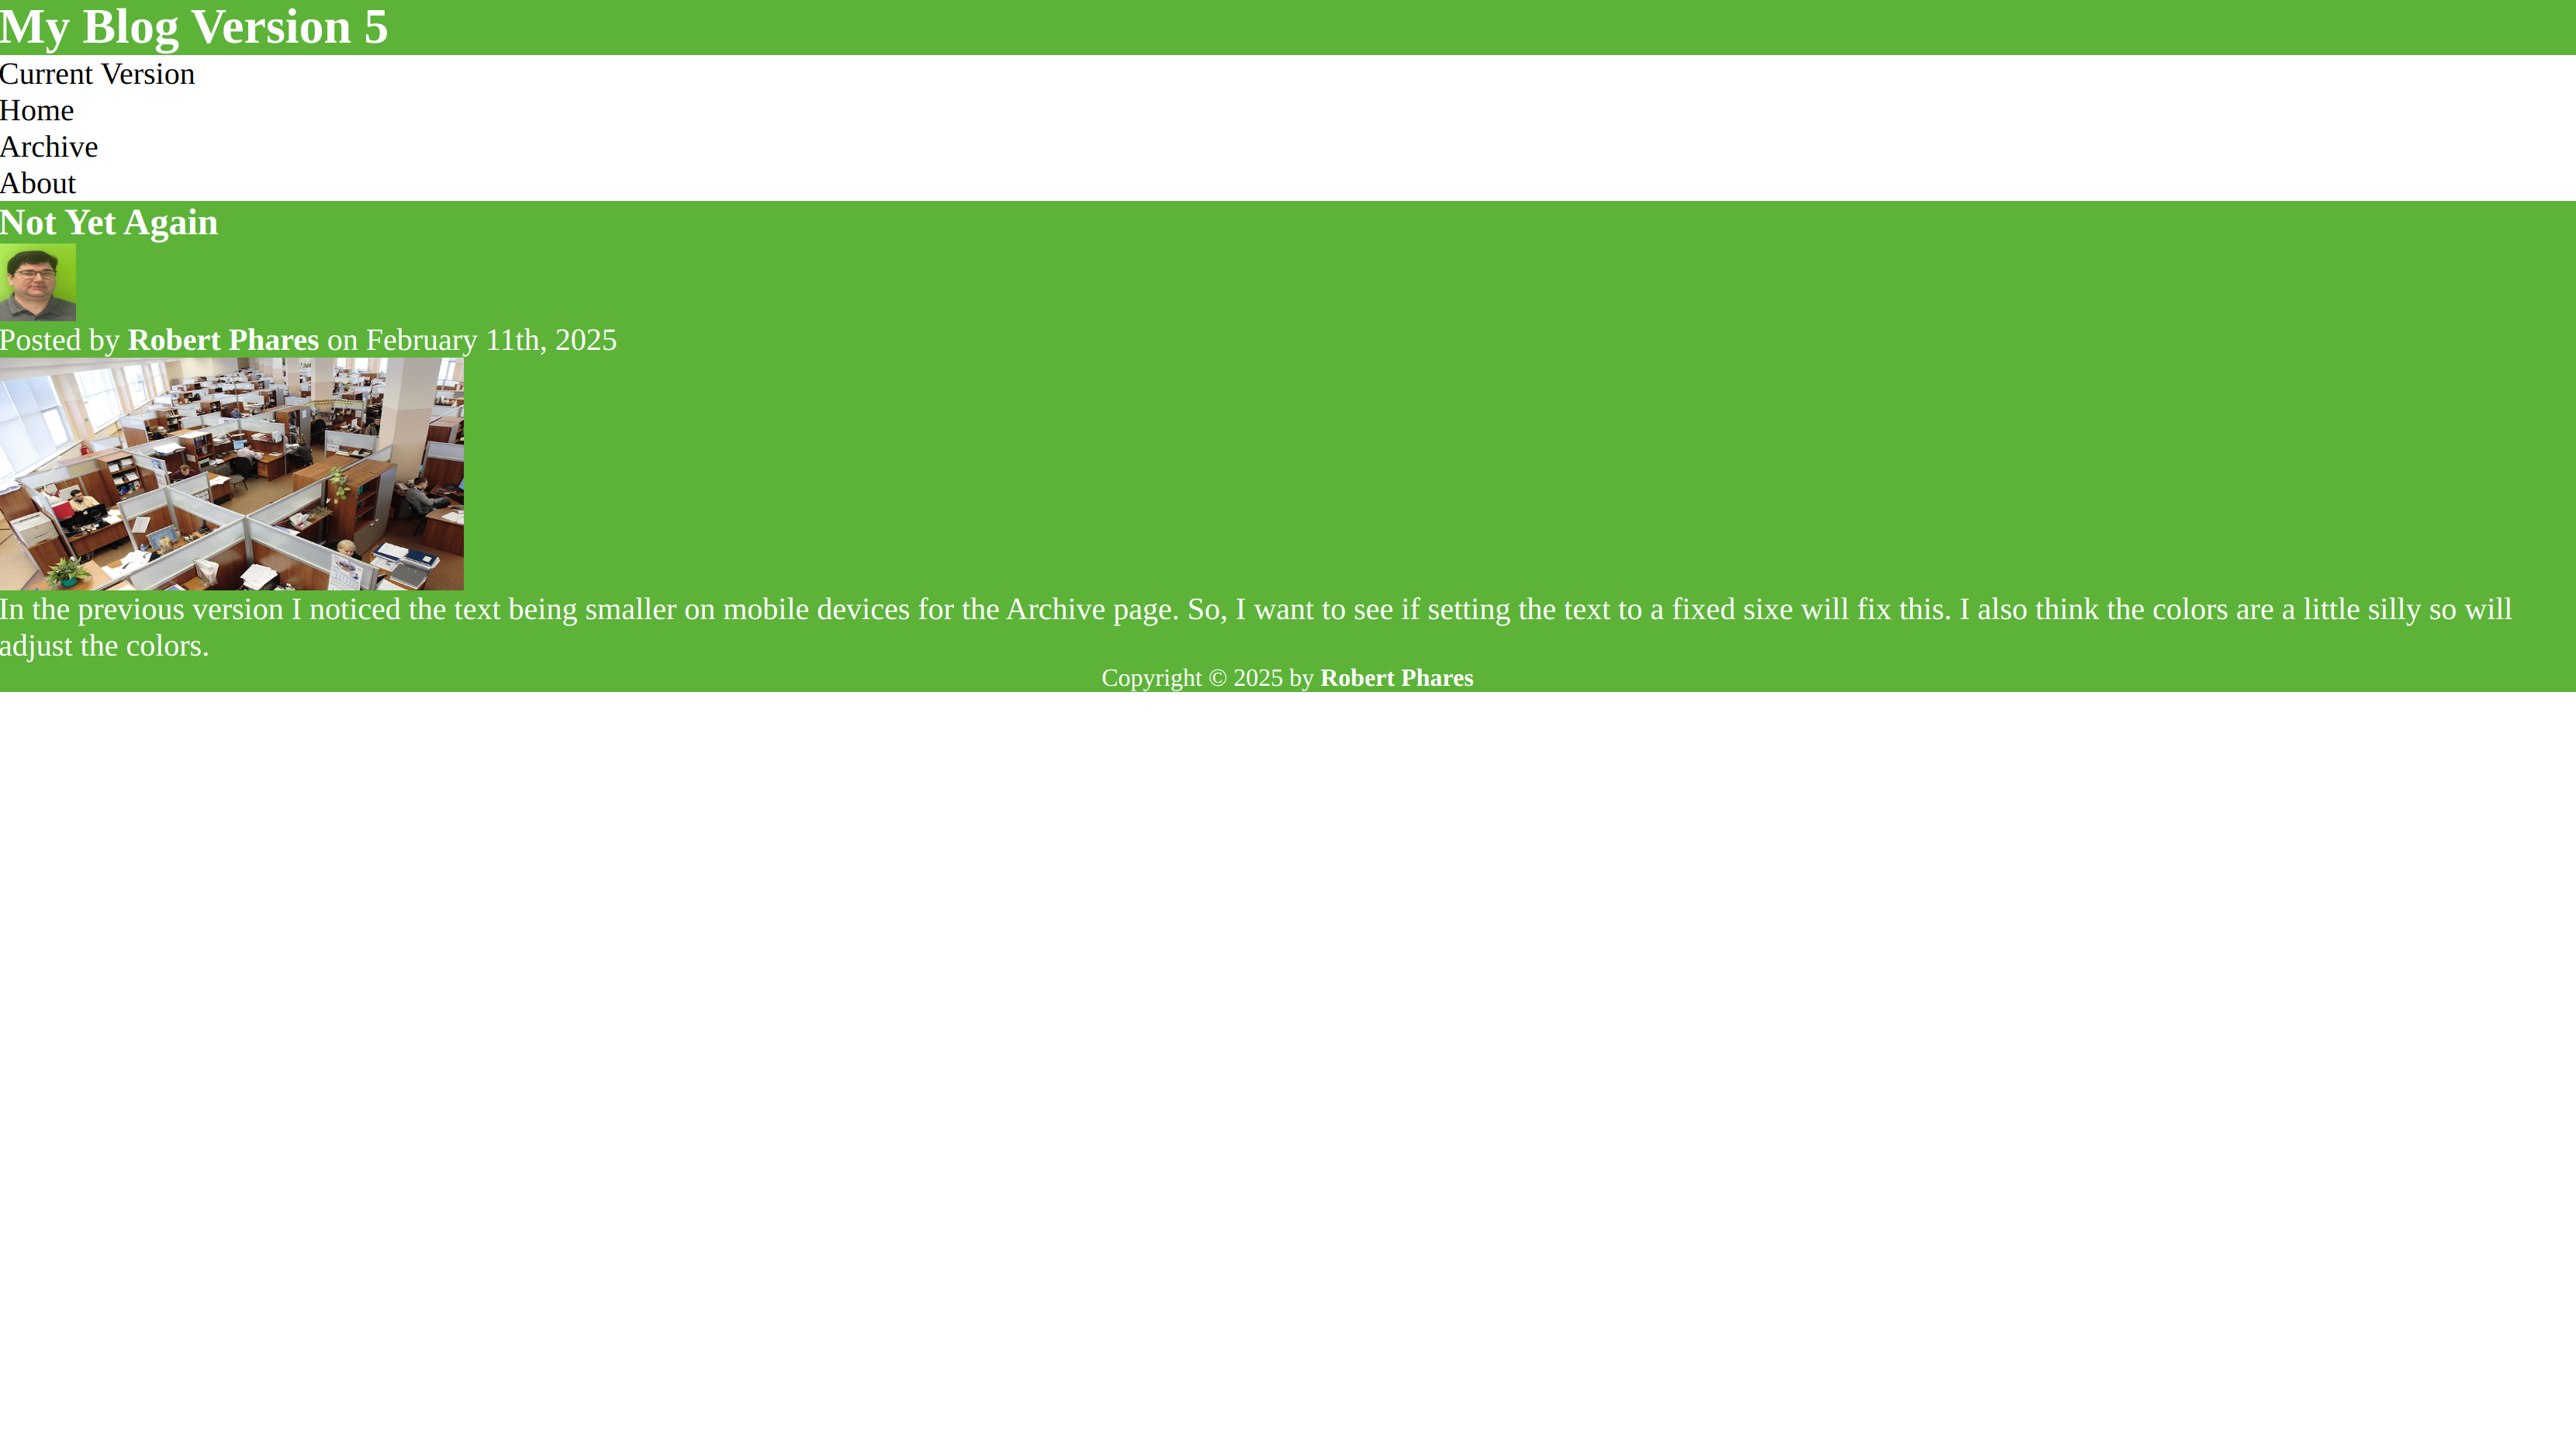 My Blog Version 5
Current Version
Home
Archive
About
Not Yet Again
Posted by Robert Phares on February 11th, 2025
In the previous version I noticed the text being smaller on mobile devices for the Archive page. So, I want to see if setting the text to a fixed sixe will fix this. I also think the colors are a little silly so will
adjust the colors.
Copyright © 2025 by Robert Phares